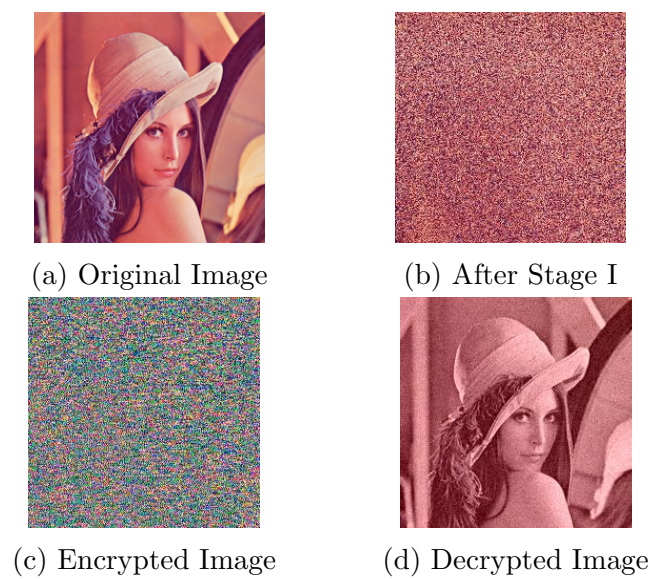 (a) Original Image
(b) After Stage I
(c) Encrypted Image
(d) Decrypted Image